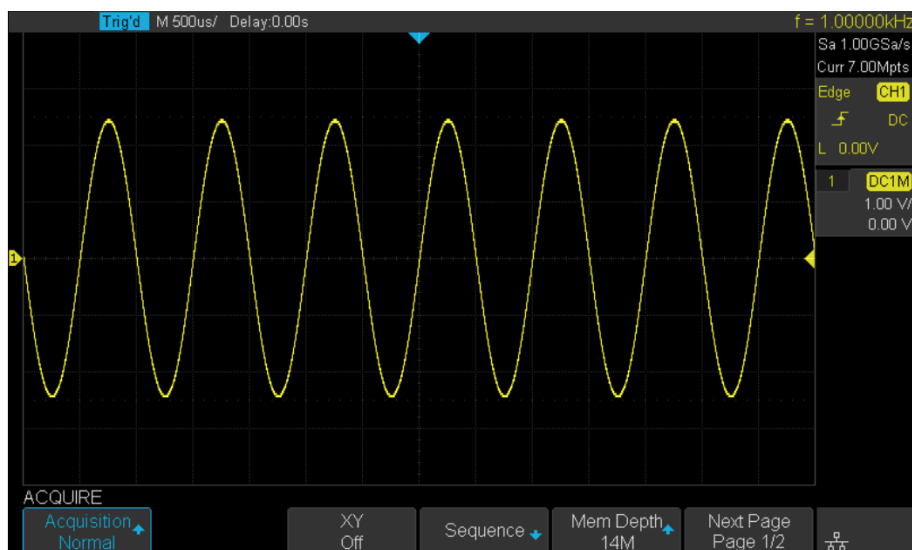 Trig'd M 500us/ Delay:0.00s f = 1.00000kHz
Sa 1.00GSa/s
Curr 7.00Mpts
Edge CH1
DC
L 0.00V
1 DC1M
1.00 V/
0.00 V
1
ACQUIRE
Acquisition
Normal
XY
Off
Sequence
Mem Depth
14M
Next Page
Page 1/2